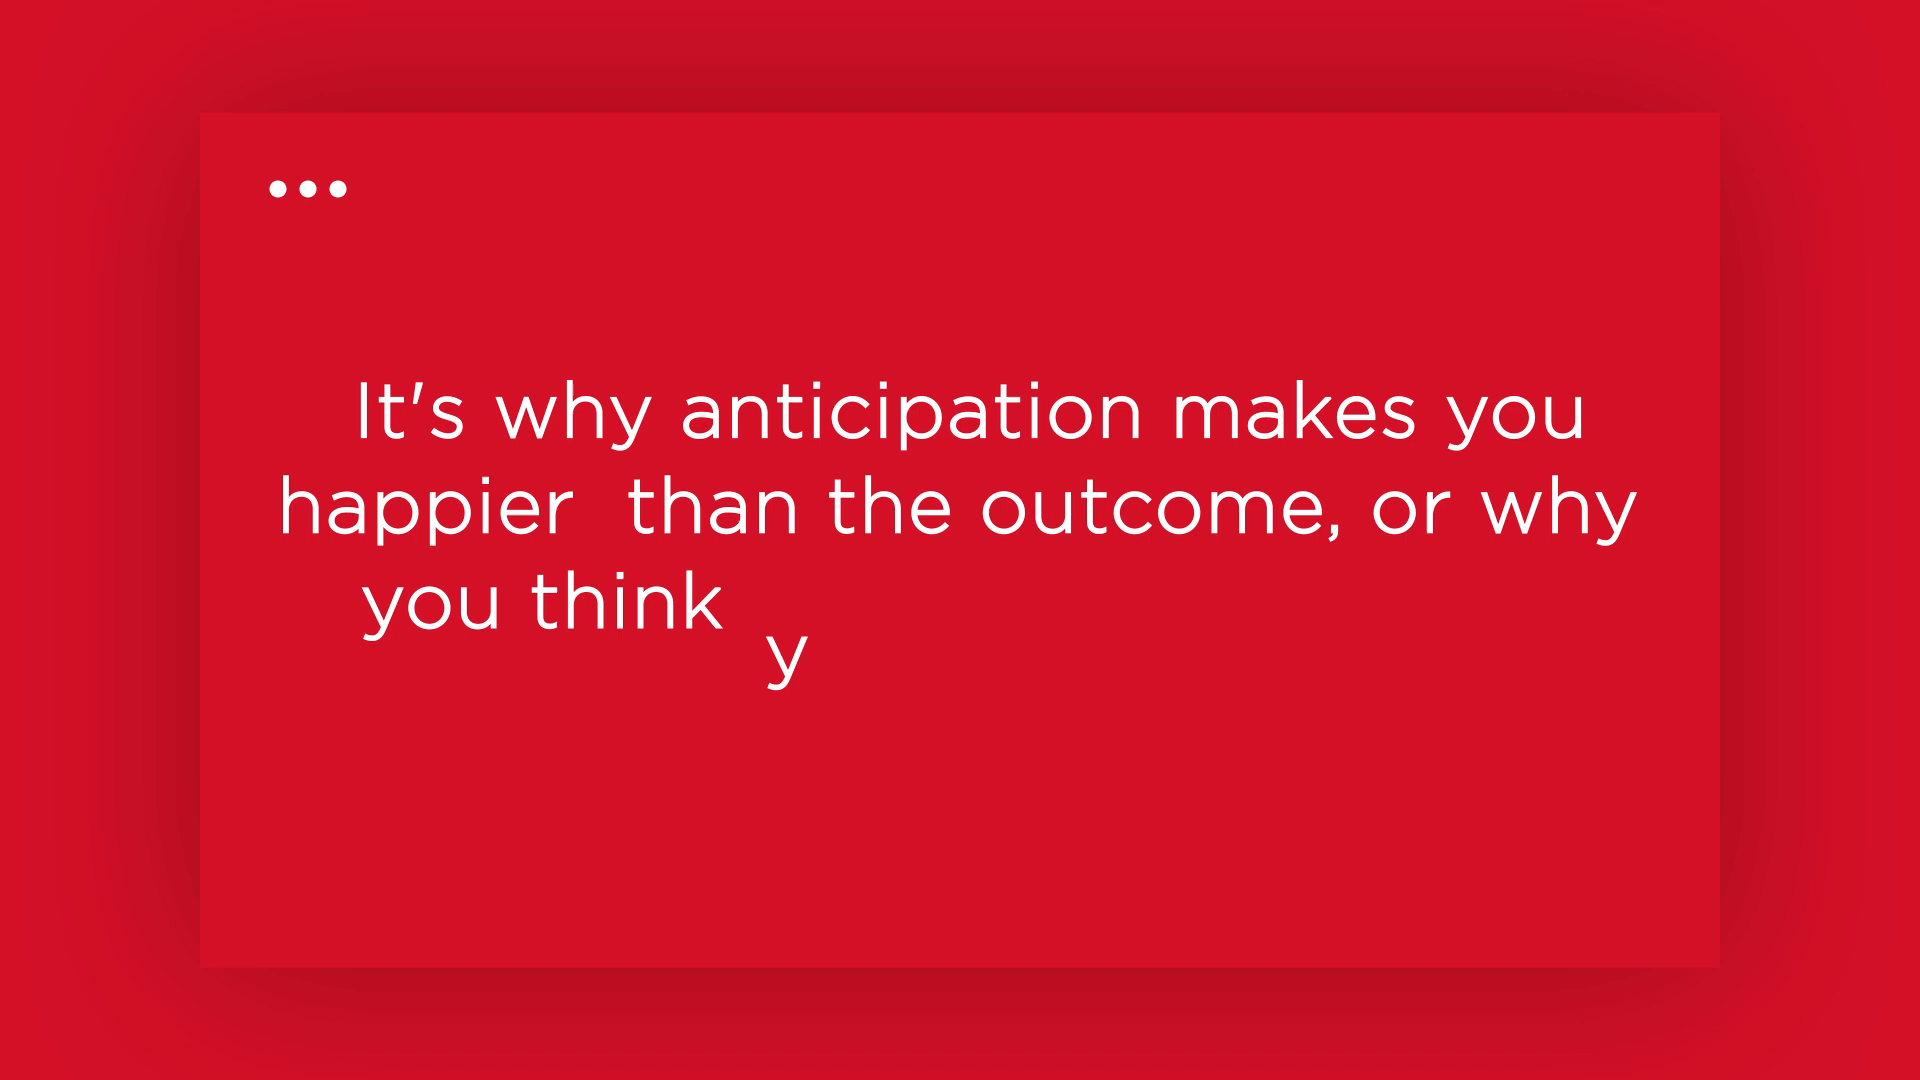 It's why anticipation makes you
happier  than the outcome, or why
you think y